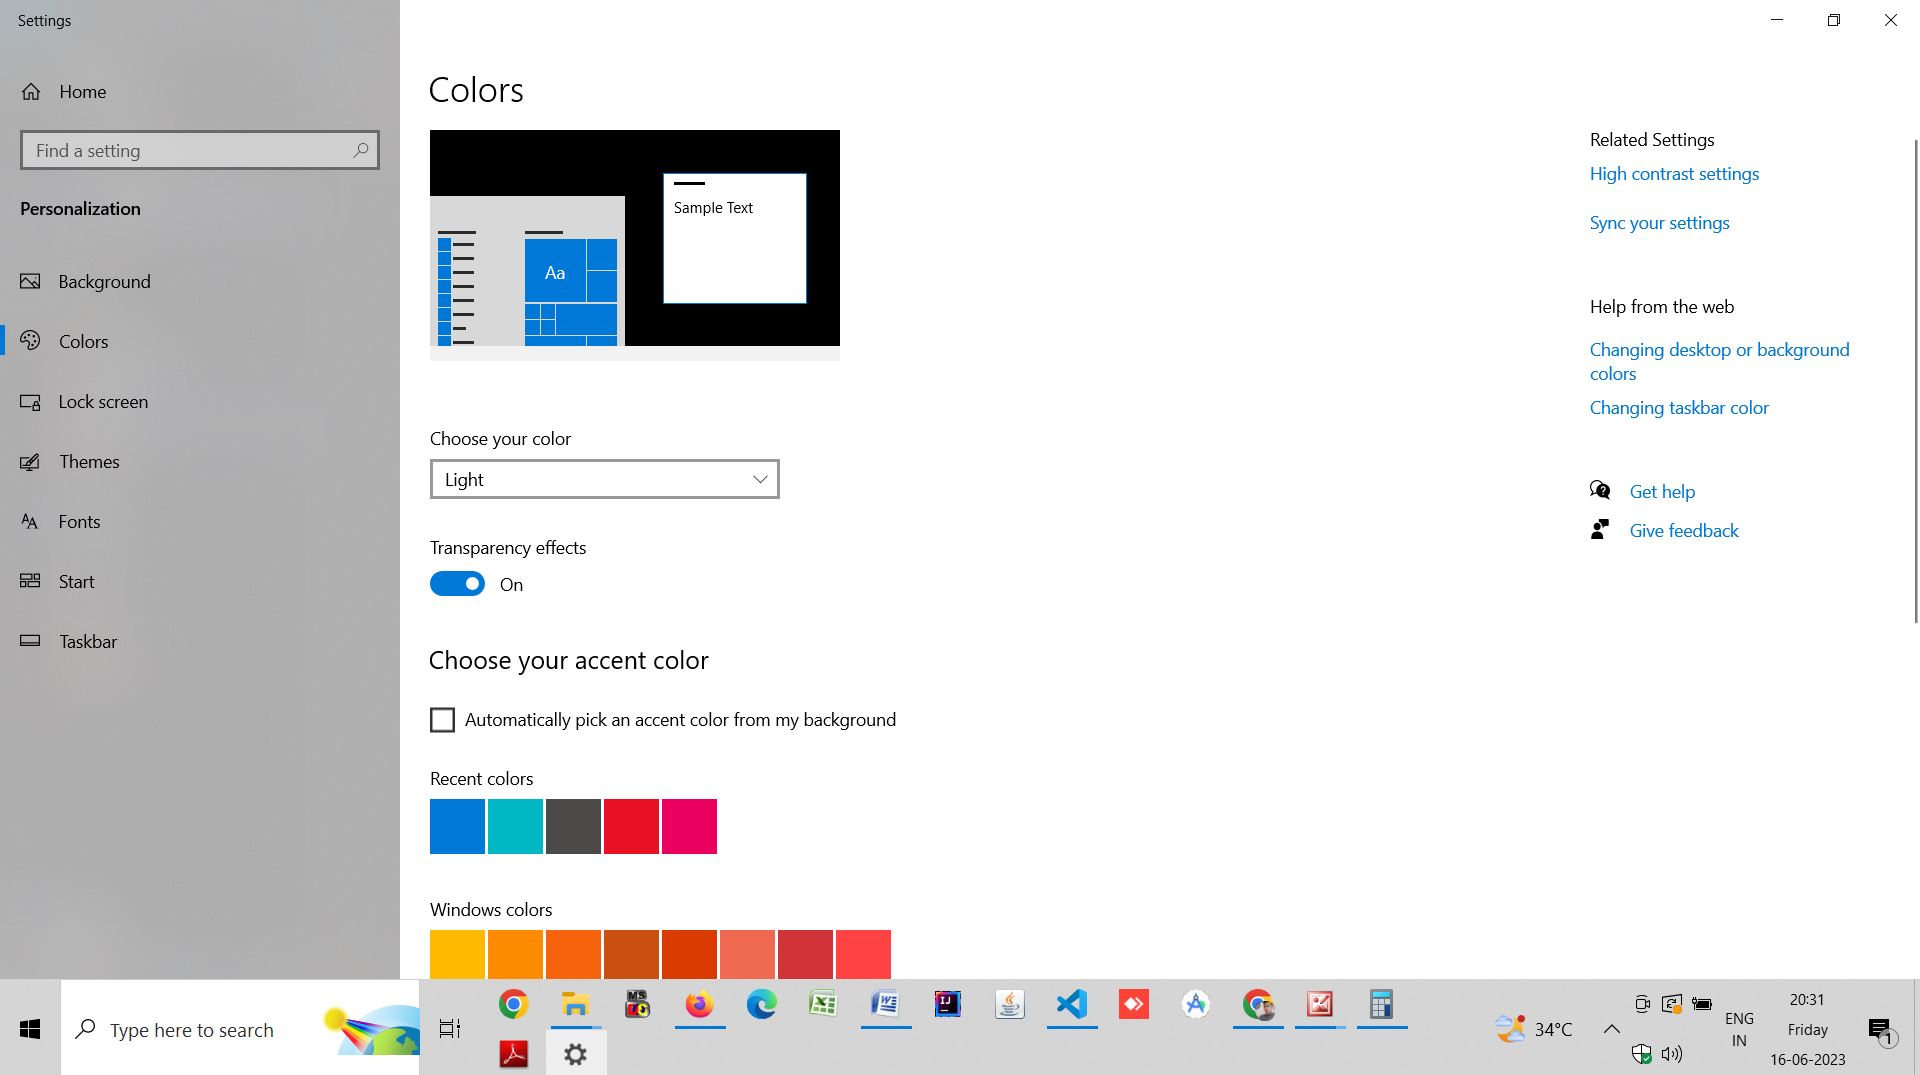 Settings
Home
Find a setting
Personalization
Background
Colors
Lock screen
Themes
Fonts
Start
Taskbar
Colors
Sample Text
Aa
Choose your color
Light
Transparency effects
On
Choose your accent color
Automatically pick an accent color from my background
Recent colors
Windows colors
Related Settings
High contrast settings
Sync your settings
Help from the web
Changing desktop or background
colors
Changing taskbar color
Get help
Give feedback
Type here to search
34°C
ENG
IN
20:31
Friday
16-06-2023
1